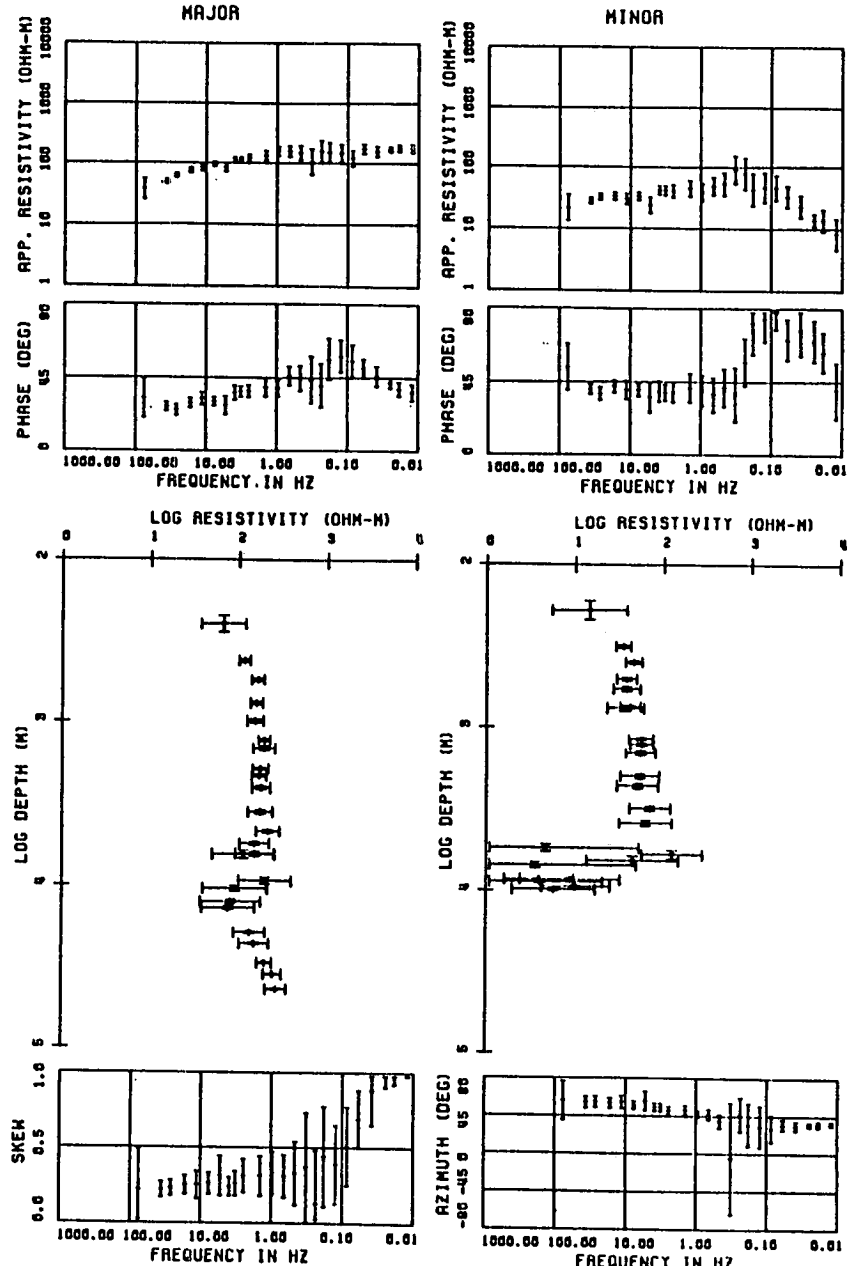 MAJOR
APP. RESISTIVITY (OHM-M)
10000
1000
100
10
1
PHASE (DEG)
90
45
0
1000.00 100.00 10.00 1.00 0.10 0.01
FREQUENCY.IN HZ
MINOR
APP. RESISTIVITY (OHM-M)
10000
1000
100
10
1
PHASE (DEG)
90
45
0
1000.00 100.00 10.00 1.00 0.10 0.01
FREQUENCY IN HZ
LOG RESISTIVITY (OHM-M)
0 1 2 3 4
LOG DEPTH (M)
2
3
4
5
LOG RESISTIVITY (OHM-M)
0 1 2 3 4
LOG DEPTH (M)
2
3
4
5
SKEW
1.0
0.5
0.0
1000.00 100.00 10.00 1.00 0.10 0.01
FREQUENCY IN HZ
AZIMUTH (DEG)
90
45
0
-45
-90
1000.00 100.00 10.00 1.00 0.10 0.01
FREQUENCY IN HZ